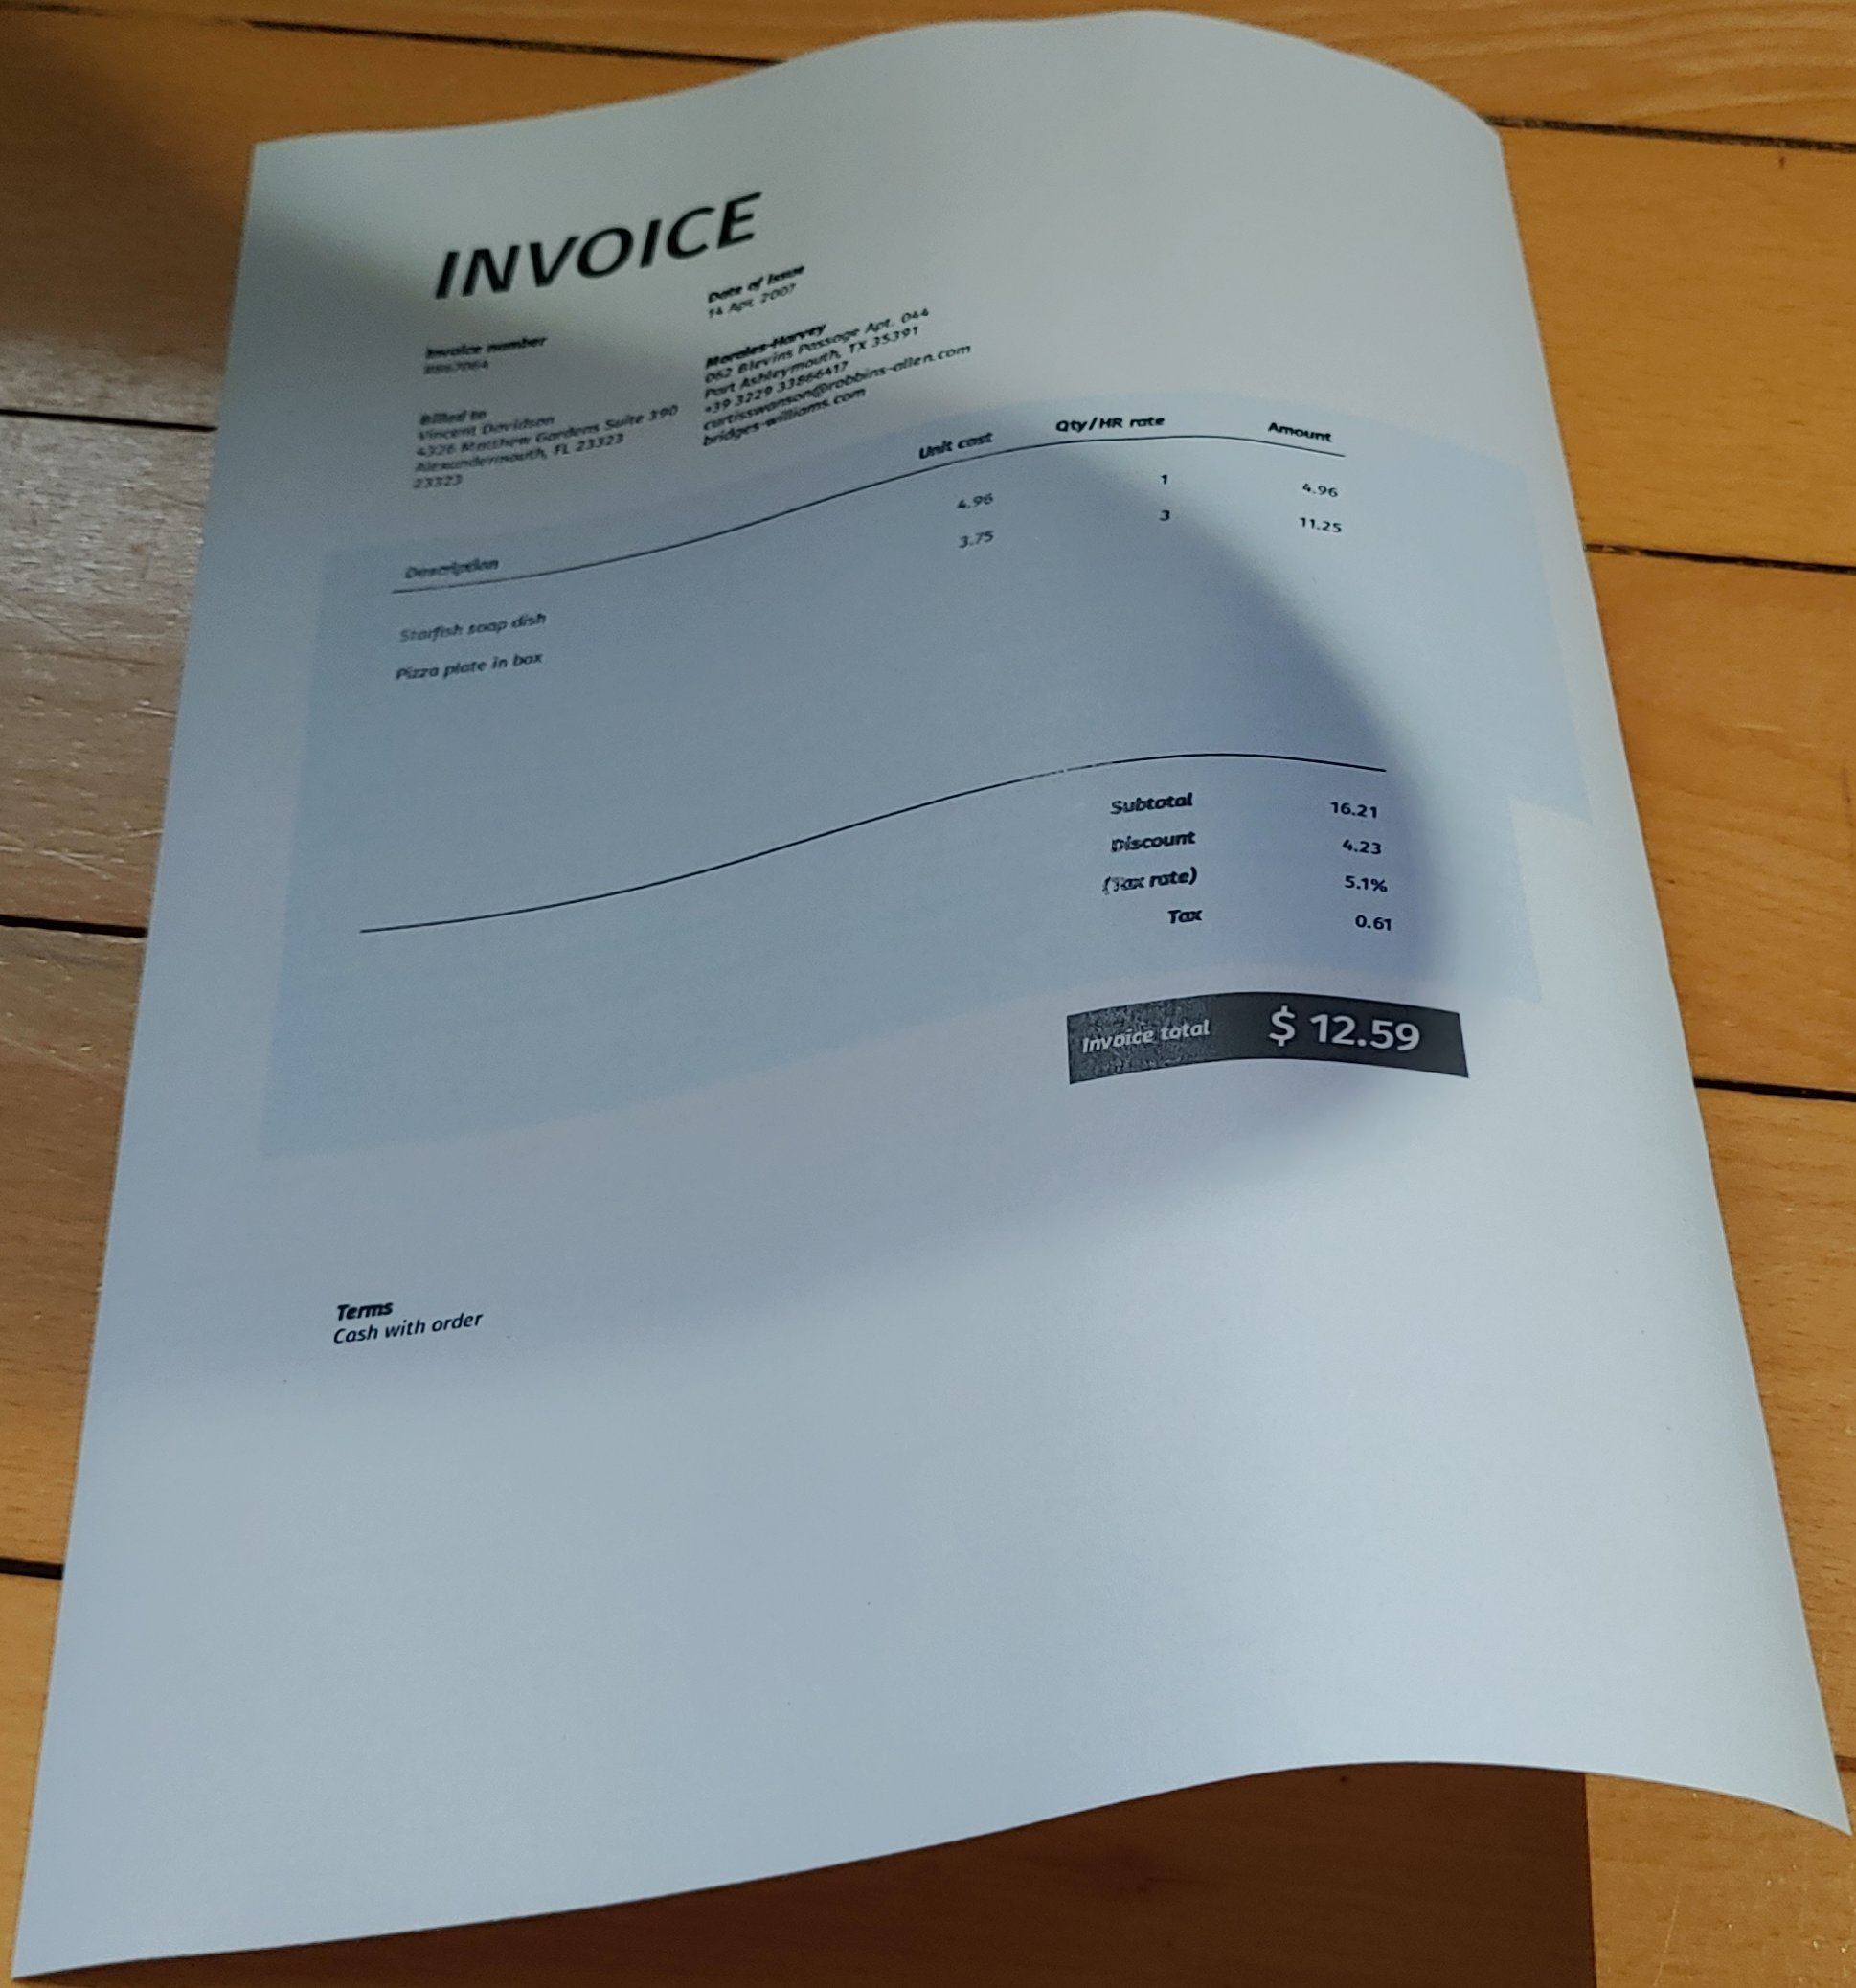 INVOICE
Date of Issue
14 Apr, 2007
Invoice number
8867064
Morales-Harvey
062 Blevins Passage Apt. 044
Port Ashleymouth, TX 35391
+39 3229 33866417
curtisswanson@robbins-allen.com
bridges-williams.com
Billed to
Vincent Davidson
4326 Matthew Gardens Suite 390
Alexandermouth, FL 23323
23323
Description Unit cost Qty/HR rate Amount
Starfish soap dish 4.96 1 4.96
Pizza plate in box 3.75 3 11.25
Subtotal 16.21
Discount 4.23
(Tax rate) 5.1%
Tax 0.61
Invoice total $ 12.59
Terms
Cash with order